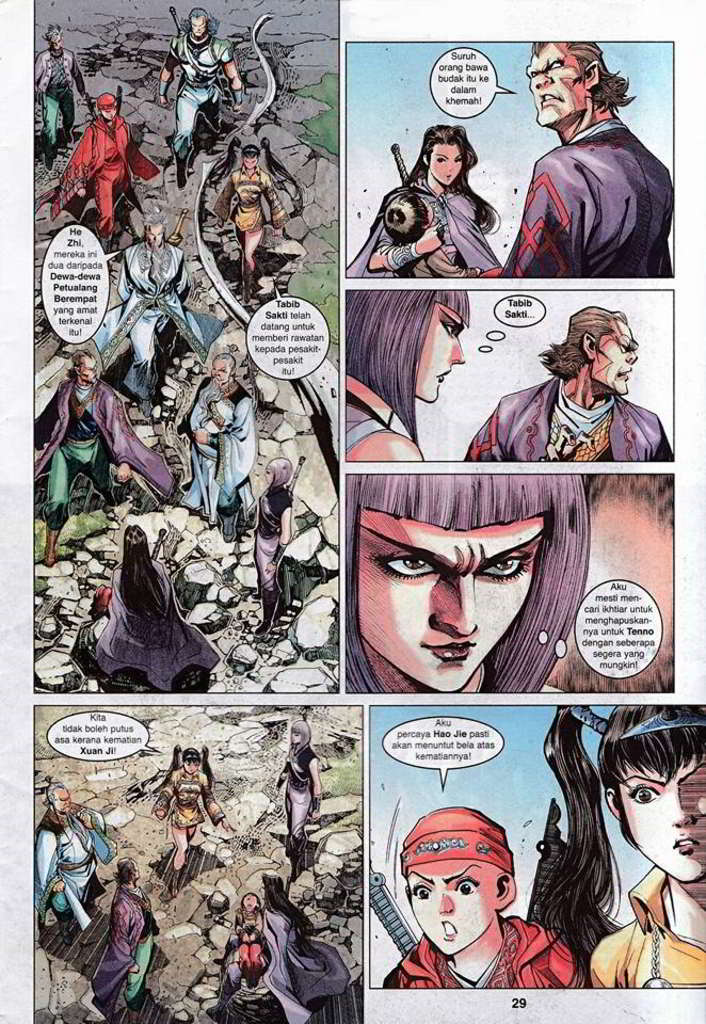 He
Zhi,
mereka ini
dua daripada
Dewa-dewa
Petualang
Berempat
yang amat
terkenal
itu!
Tabib
Sakti telah
datang untuk
memberi rawatan
kepada pesakit-
pesakit
itu!
Suruh
orang bawa
budak itu ke
dalam
khemah!
Tabib
Sakti...
Aku
mesti men-
cari ikhtiar untuk
menghapuskan-
nya untuk Tenno
dengan seberapa
segera yang
mungkin!
Kita
tidak boleh putus
asa kerana kematian
Xuan Ji!
Aku
percaya Hao Jie pasti
akan menuntut bela atas
kematiannya!
29